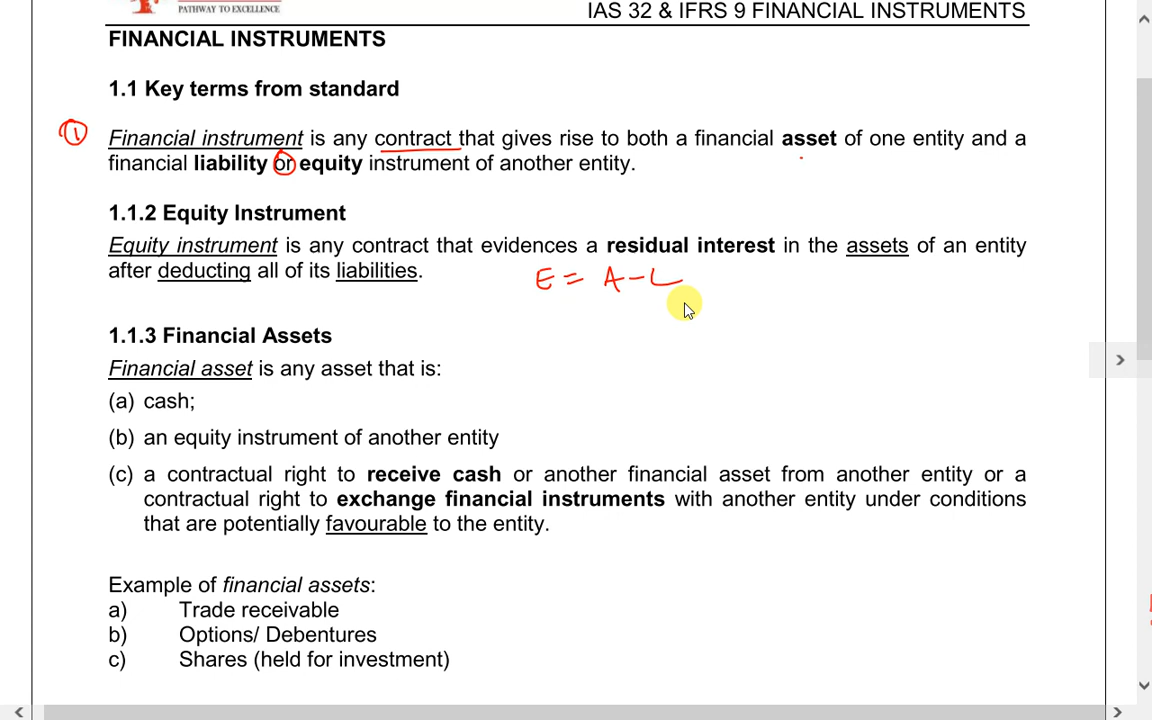 PATHWAY TO EXCELLENCE
IAS 32 & IFRS 9 FINANCIAL INSTRUMENTS
FINANCIAL INSTRUMENTS
1.1 Key terms from standard
① Financial instrument is any contract that gives rise to both a financial asset of one entity and a
financial liability or equity instrument of another entity.
1.1.2 Equity Instrument
Equity instrument is any contract that evidences a residual interest in the assets of an entity
after deducting all of its liabilities.
E = A - L
1.1.3 Financial Assets
Financial asset is any asset that is:
(a) cash;
(b) an equity instrument of another entity
(c) a contractual right to receive cash or another financial asset from another entity or a
contractual right to exchange financial instruments with another entity under conditions
that are potentially favourable to the entity.
Example of financial assets:
a) Trade receivable
b) Options/ Debentures
c) Shares (held for investment)